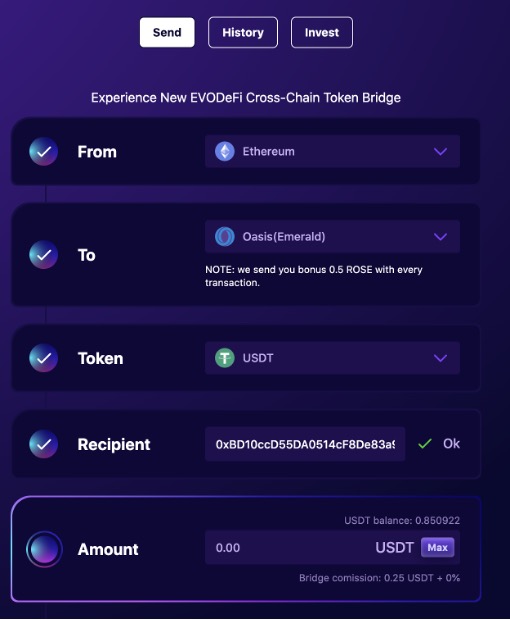 Send
History
Invest
Experience New EVODeFi Cross-Chain Token Bridge
From
Ethereum
To
Oasis(Emerald)
NOTE: we send you bonus 0.5 ROSE with every
transaction.
Token
USDT
Recipient
0xBD10ccD55DA0514cF8De83a9
Ok
USDT balance: 0.850922
Amount
0.00
USDT
Max
Bridge comission: 0.25 USDT + 0%